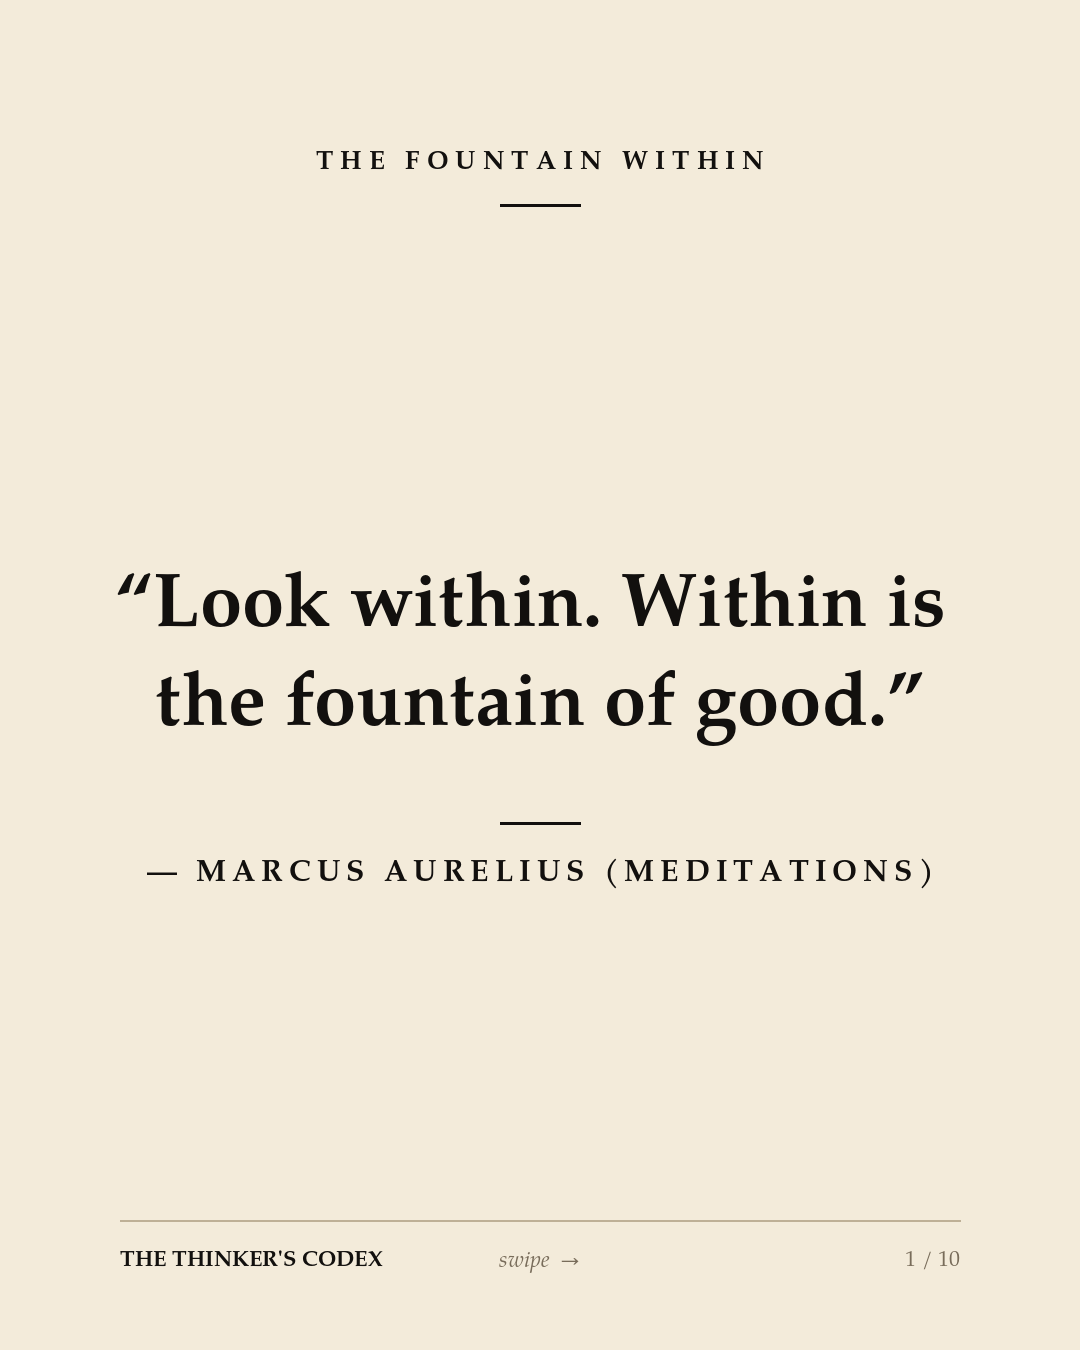 THE FOUNTAIN WITHIN
“Look within. Within is
the fountain of good.”
— MARCUS AURELIUS (MEDITATIONS)
THE THINKER'S CODEX swipe → 1 / 10